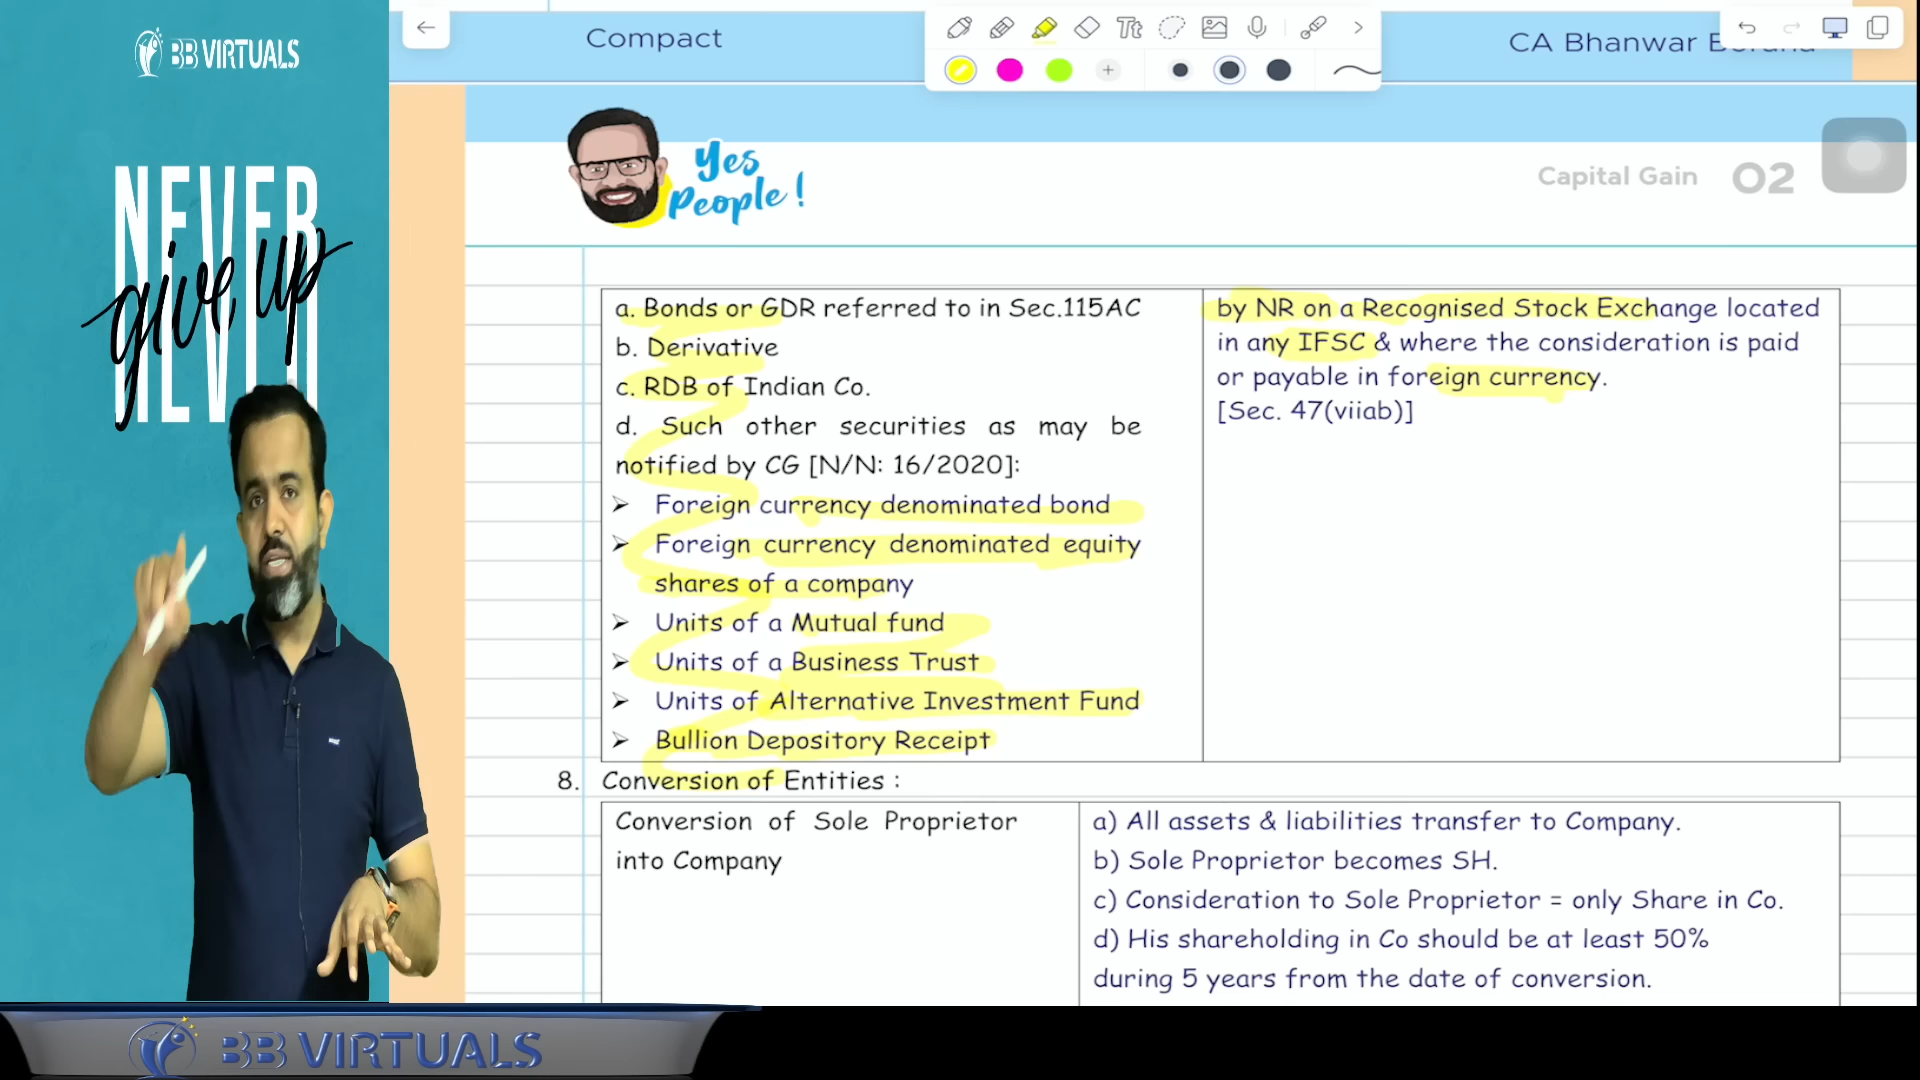 BB VIRTUALS
NEVER
give up
Compact
CA Bhanwar
Yes
People!
Capital Gain 02
a. Bonds or GDR referred to in Sec.115AC
b. Derivative
c. RDB of Indian Co.
d. Such other securities as may be
notified by CG [N/N: 16/2020]:
➢ Foreign currency denominated bond
➢ Foreign currency denominated equity
shares of a company
➢ Units of a Mutual fund
➢ Units of a Business Trust
➢ Units of Alternative Investment Fund
➢ Bullion Depository Receipt
by NR on a Recognised Stock Exchange located
in any IFSC & where the consideration is paid
or payable in foreign currency.
[Sec. 47(viiab)]
8. Conversion of Entities :
Conversion of Sole Proprietor
into Company
a) All assets & liabilities transfer to Company.
b) Sole Proprietor becomes SH.
c) Consideration to Sole Proprietor = only Share in Co.
d) His shareholding in Co should be at least 50%
during 5 years from the date of conversion.
BB VIRTUALS